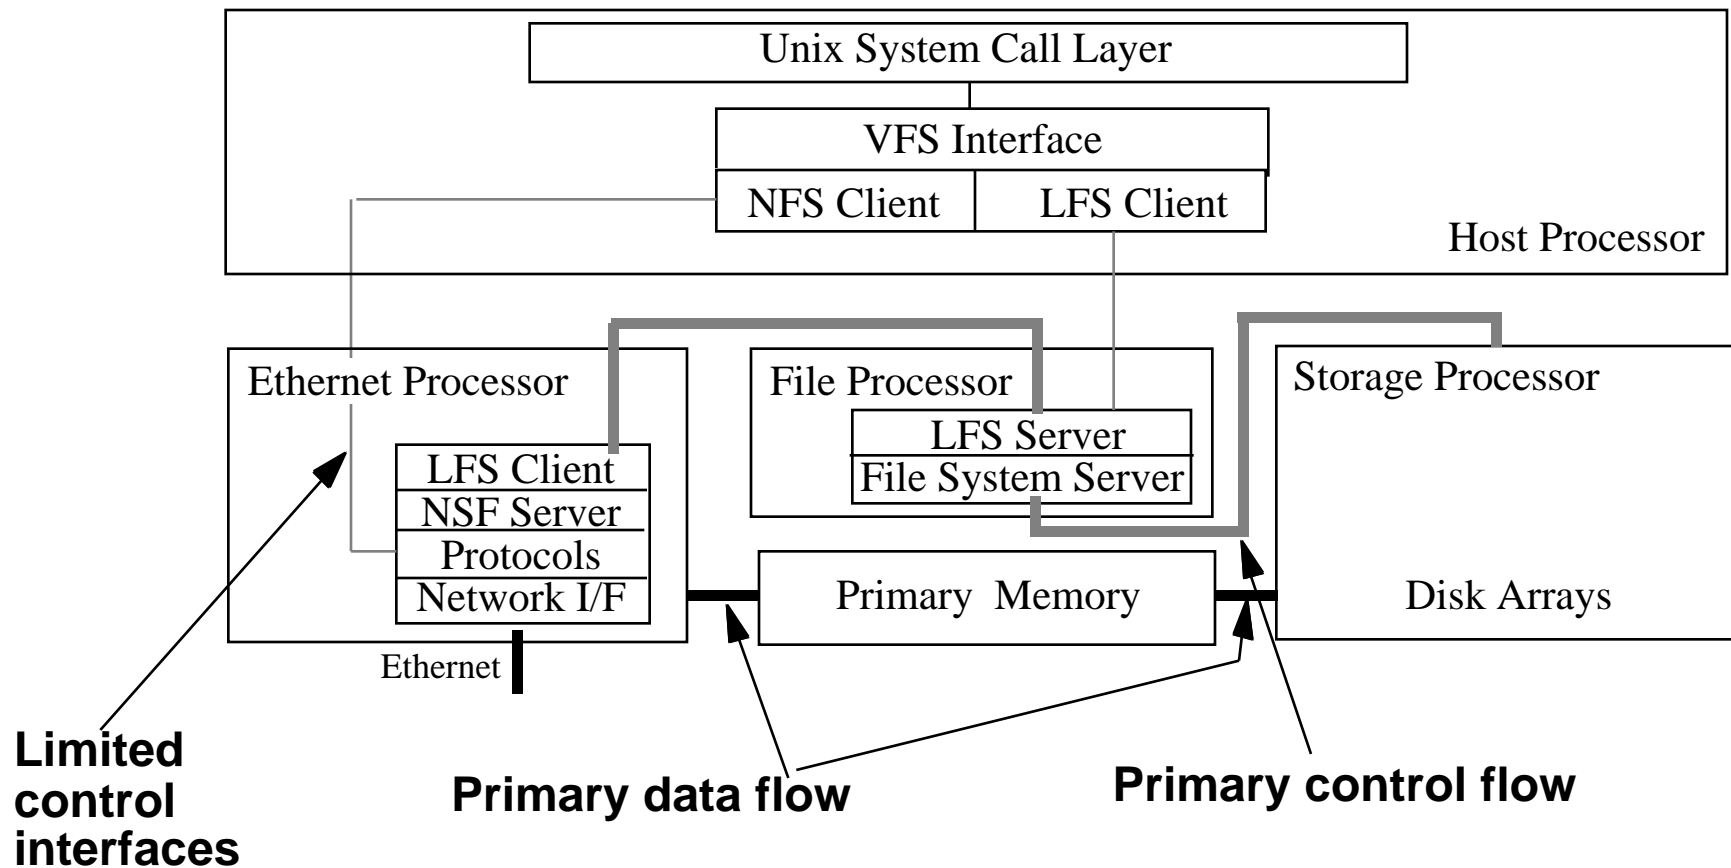 Unix System Call Layer
VFS Interface
NFS Client
LFS Client
Host Processor
Ethernet Processor
File Processor
Storage Processor
LFS Client
NSF Server
Protocols
Network I/F
LFS Server
File System Server
Primary Memory
Disk Arrays
Ethernet
Limited
control
interfaces
Primary data flow
Primary control flow